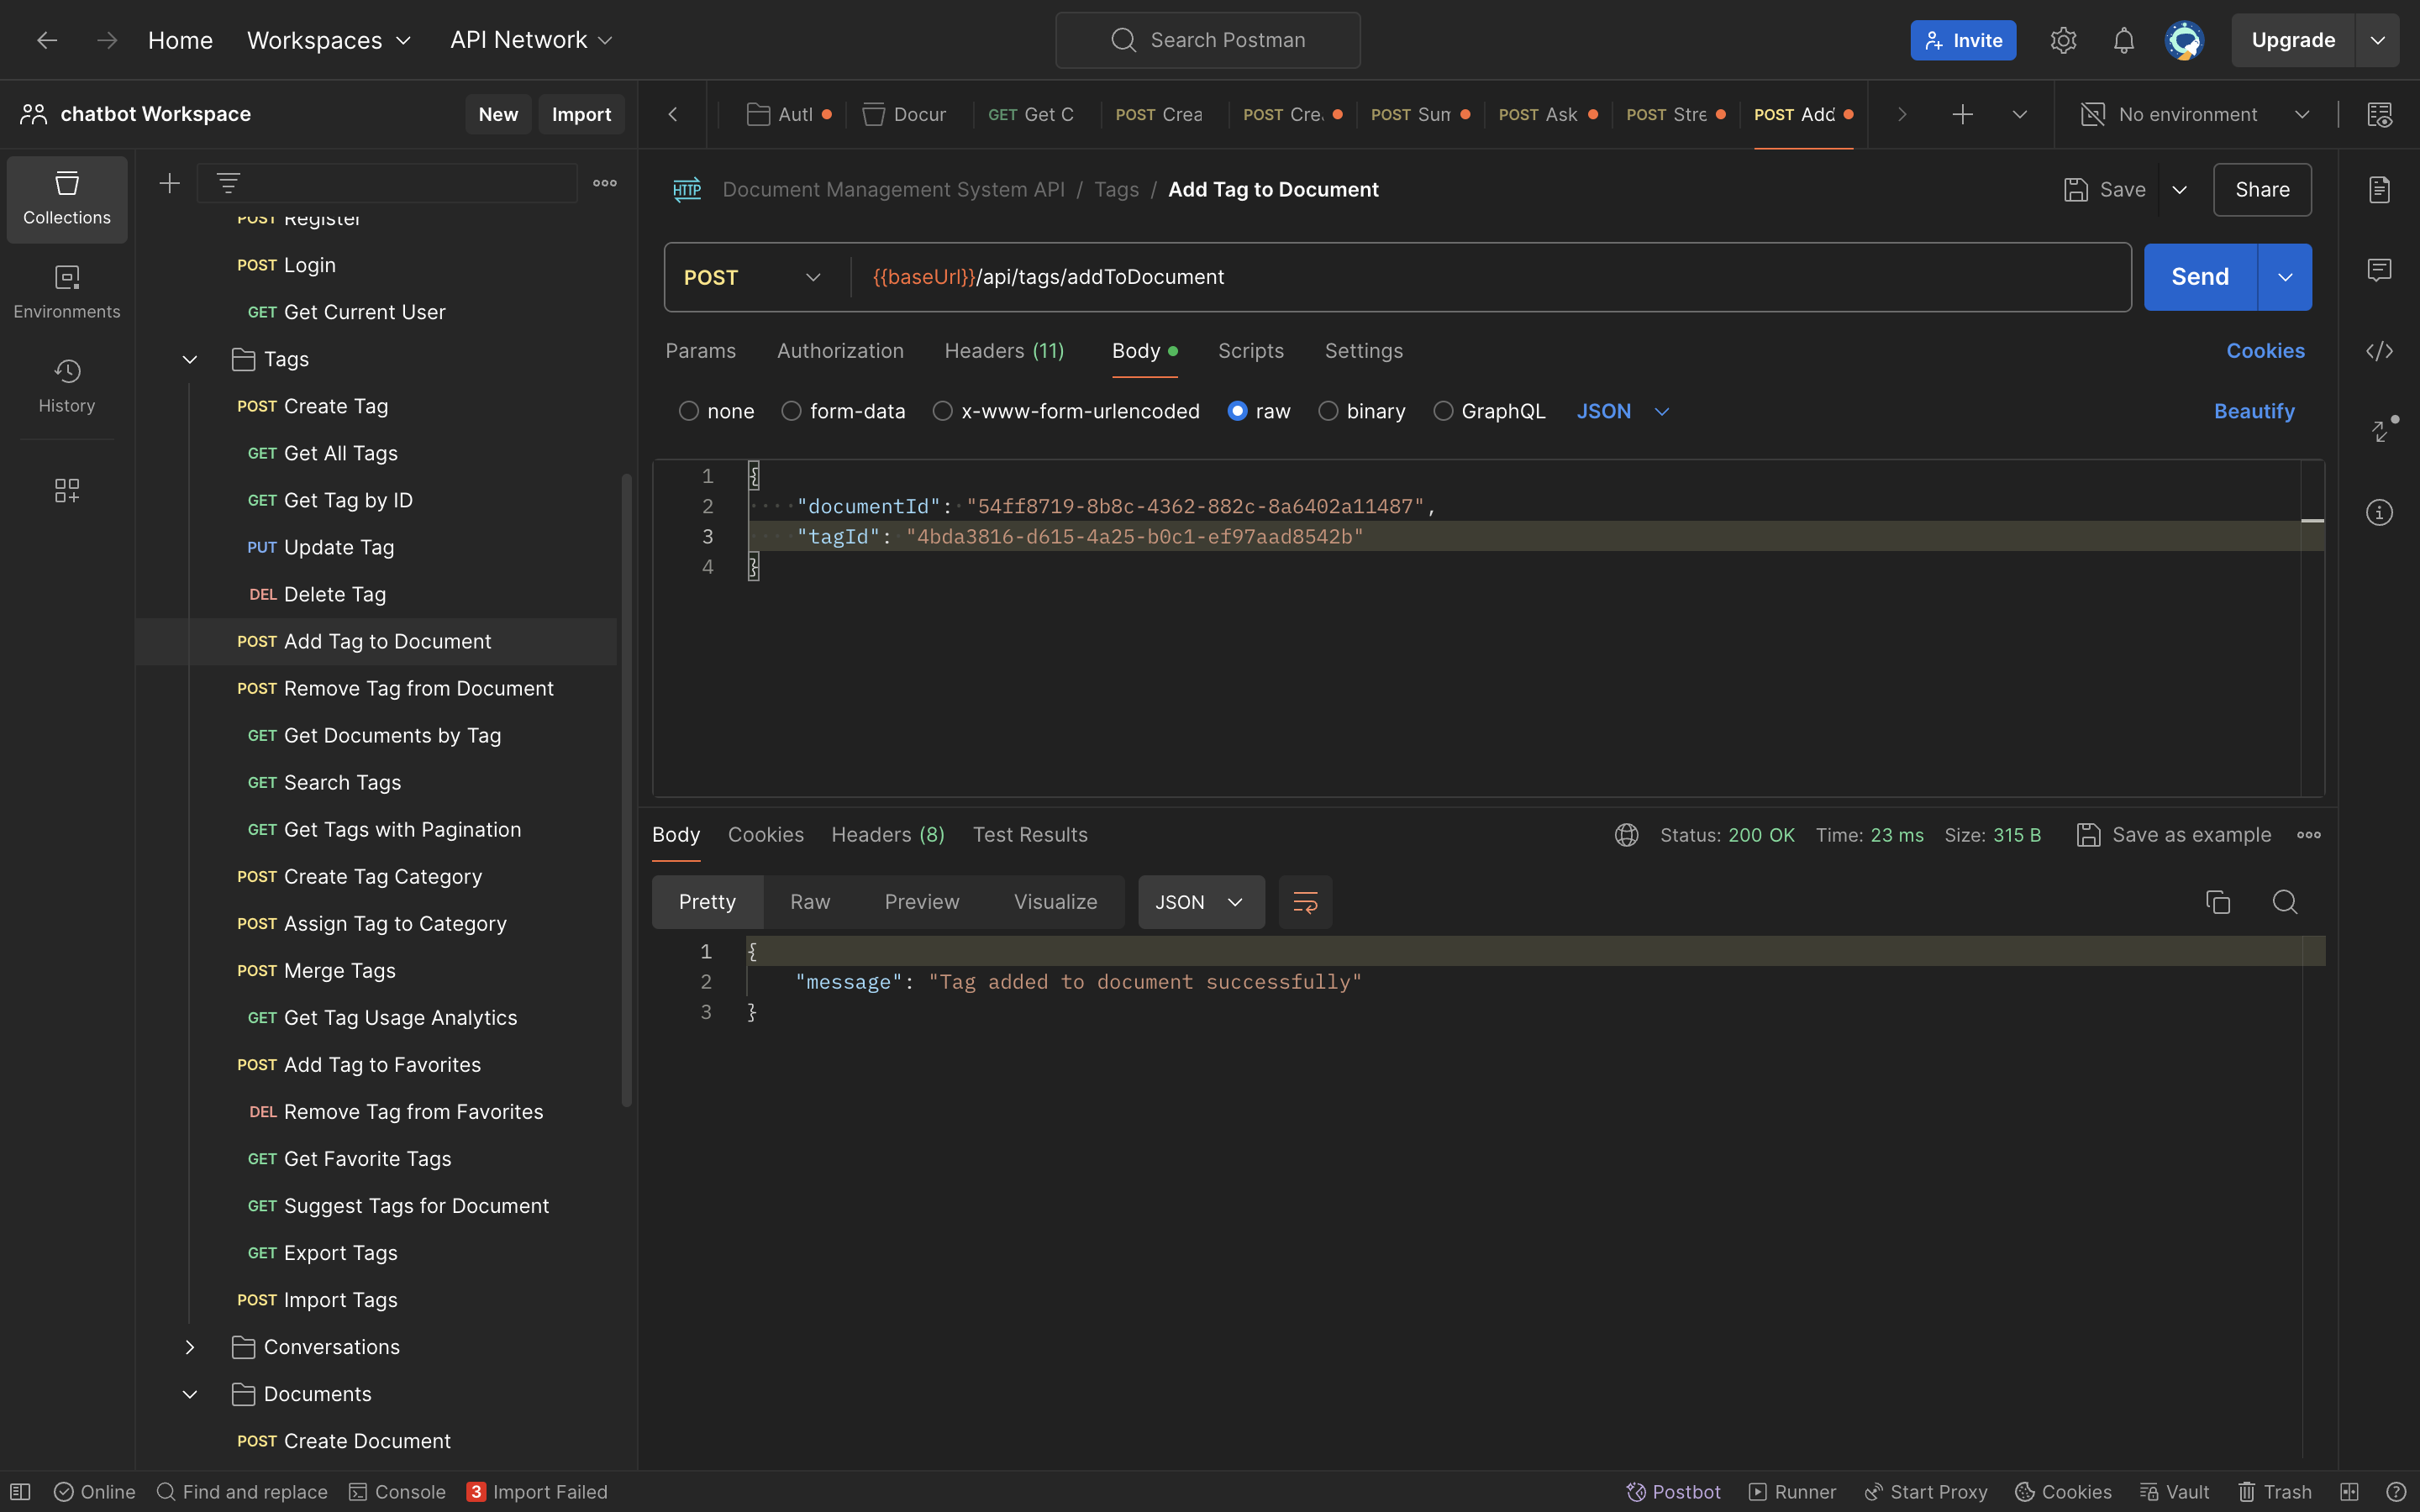 Home Workspaces API Network Search Postman Invite Upgrade
chatbot Workspace New Import
Autl Docur GET Get C POST Crea POST Cre. POST Sum POST Ask POST Stre POST Add No environment
Collections
Environments
History
POST Register
POST Login
GET Get Current User
Tags
POST Create Tag
GET Get All Tags
GET Get Tag by ID
PUT Update Tag
DEL Delete Tag
POST Add Tag to Document
POST Remove Tag from Document
GET Get Documents by Tag
GET Search Tags
GET Get Tags with Pagination
POST Create Tag Category
POST Assign Tag to Category
POST Merge Tags
GET Get Tag Usage Analytics
POST Add Tag to Favorites
DEL Remove Tag from Favorites
GET Get Favorite Tags
GET Suggest Tags for Document
GET Export Tags
POST Import Tags
Conversations
Documents
POST Create Document
HTTP Document Management System API / Tags / Add Tag to Document Save Share
POST {{baseUrl}}/api/tags/addToDocument Send
Params Authorization Headers (11) Body Scripts Settings Cookies
none form-data x-www-form-urlencoded raw binary GraphQL JSON Beautify
1 {
2 "documentId": "54ff8719-8b8c-4362-882c-8a6402a11487",
3 "tagId": "4bda3816-d615-4a25-b0c1-ef97aad8542b"
4 }
Body Cookies Headers (8) Test Results Status: 200 OK Time: 23 ms Size: 315 B Save as example
Pretty Raw Preview Visualize JSON
1 {
2 "message": "Tag added to document successfully"
3 }
Online Find and replace Console 3 Import Failed Postbot Runner Start Proxy Cookies Vault Trash